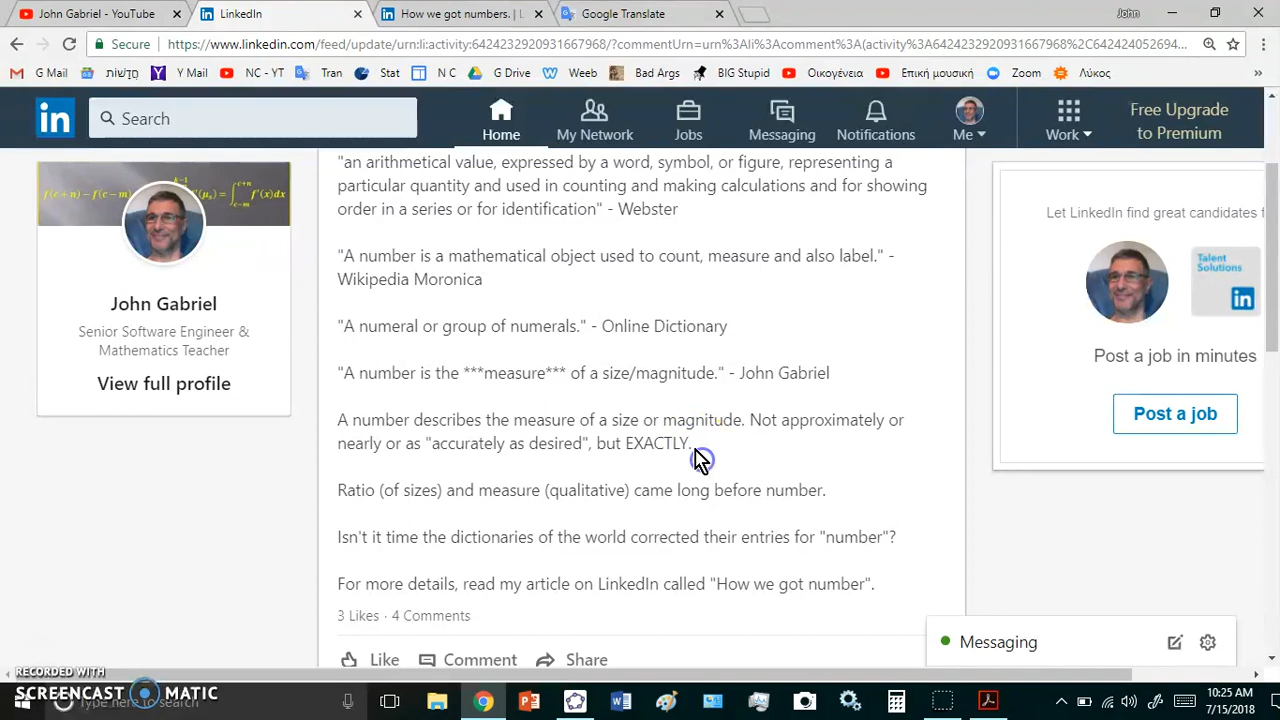 John Gabriel - YouTube
LinkedIn
How we got numbers. | L
Google Translate
John
Secure
https://www.linkedin.com/feed/update/urn:li:activity:6424232920931667968/?commentUrn=urn%3Ali%3Acomment%3A(activity%3A6424232920931667968%2C642424052694...
G Mail
חֲדָשׁוֹת
Y Mail
NC - YT
Tran
Stat
N C
G Drive
Weeb
Bad Args
BIG Stupid
Οικογένεια
Επική μουσική
Zoom
Λύκος
»
in
Search
Home
My Network
Jobs
Messaging
Notifications
Me
Work
Free Upgrade
to Premium
"an arithmetical value, expressed by a word, symbol, or figure, representing a
particular quantity and used in counting and making calculations and for showing
order in a series or for identification" - Webster
"A number is a mathematical object used to count, measure and also label." -
Wikipedia Moronica
"A numeral or group of numerals." - Online Dictionary
"A number is the ***measure*** of a size/magnitude." - John Gabriel
A number describes the measure of a size or magnitude. Not approximately or
nearly or as "accurately as desired", but EXACTLY.
Ratio (of sizes) and measure (qualitative) came long before number.
Isn't it time the dictionaries of the world corrected their entries for "number"?
For more details, read my article on LinkedIn called "How we got number".
3 Likes · 4 Comments
Like
Comment
Share
John Gabriel
Senior Software Engineer &
Mathematics Teacher
View full profile
Let LinkedIn find great candidates f
Talent
Solutions
in
Post a job in minutes
Post a job
Messaging
RECORDED WITH
SCREENCAST MATIC
Type here to search
10:25 AM
7/15/2018